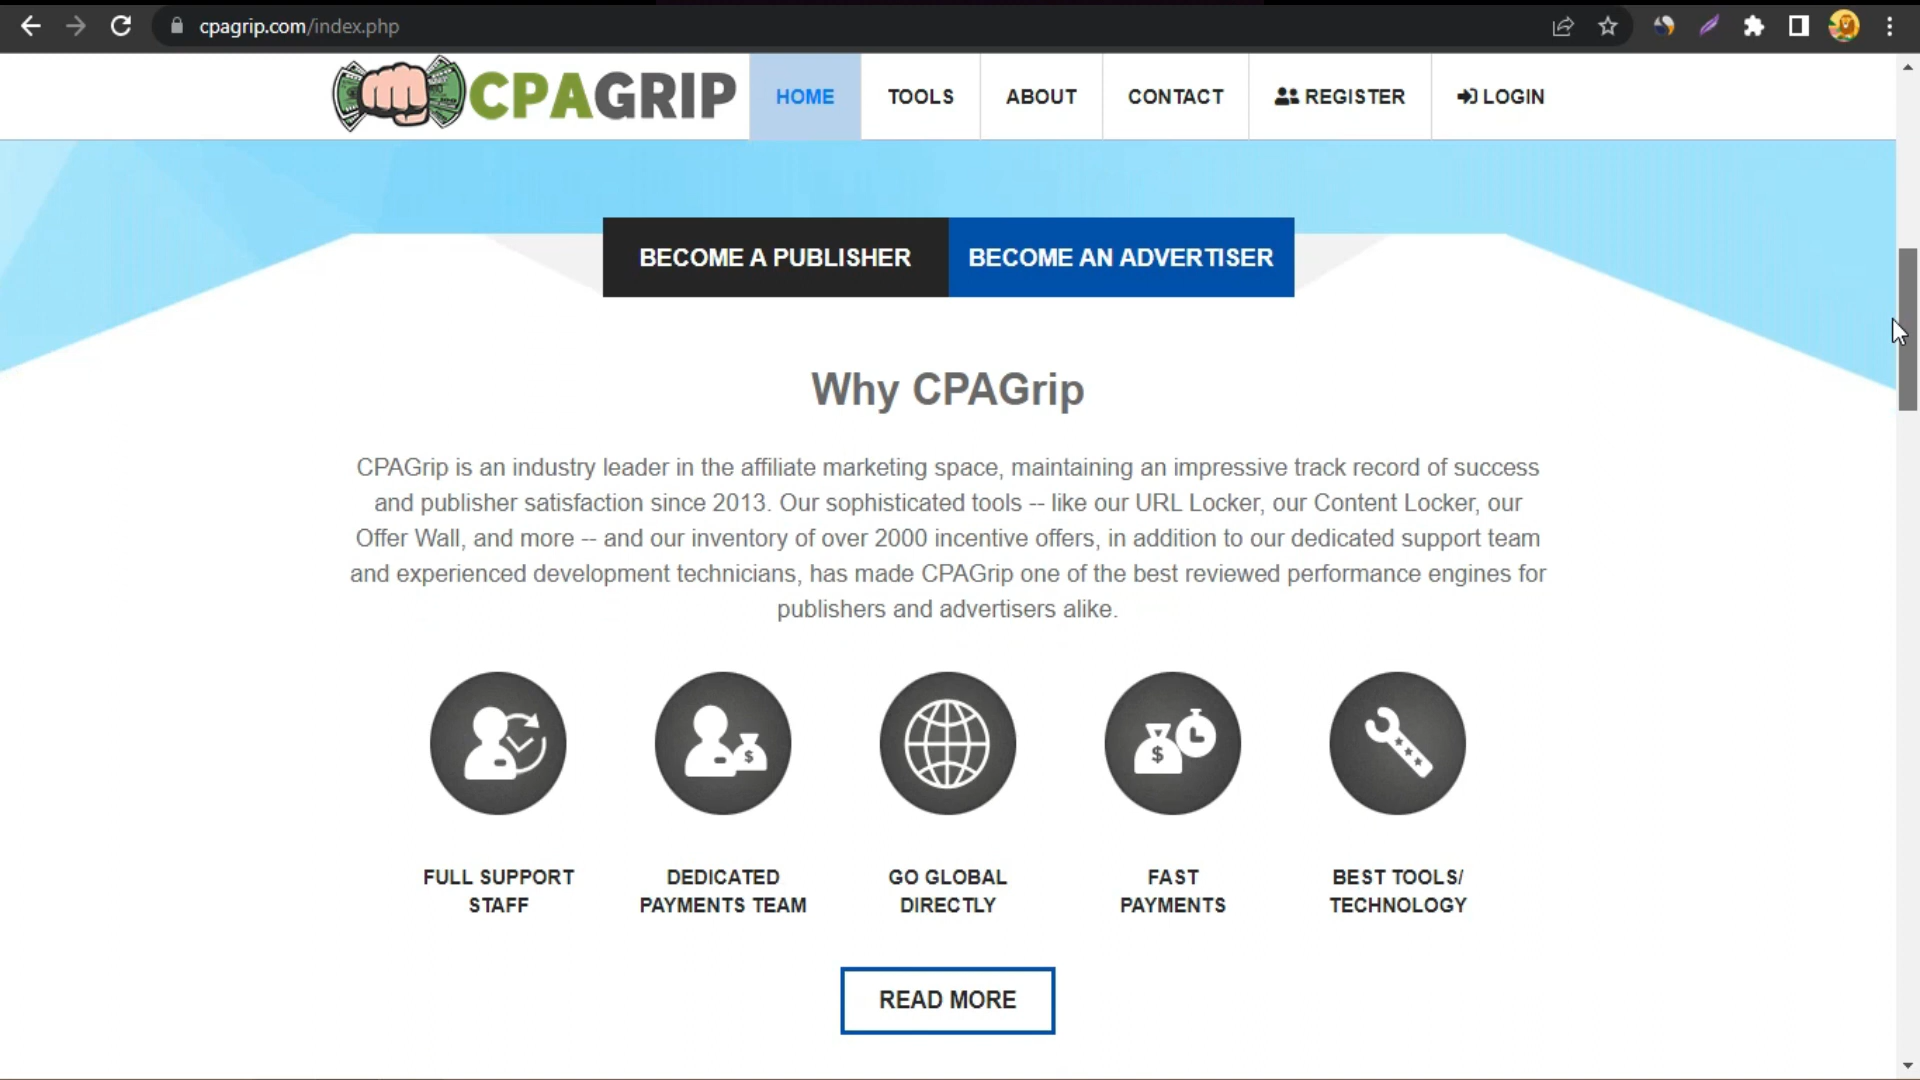 cpagrip.com/index.php
CPAGRIP
HOME
TOOLS
ABOUT
CONTACT
REGISTER
LOGIN
BECOME A PUBLISHER
BECOME AN ADVERTISER
Why CPAGrip
CPAGrip is an industry leader in the affiliate marketing space, maintaining an impressive track record of success
and publisher satisfaction since 2013. Our sophisticated tools -- like our URL Locker, our Content Locker, our
Offer Wall, and more -- and our inventory of over 2000 incentive offers, in addition to our dedicated support team
and experienced development technicians, has made CPAGrip one of the best reviewed performance engines for
publishers and advertisers alike.
FULL SUPPORT
STAFF
DEDICATED
PAYMENTS TEAM
GO GLOBAL
DIRECTLY
FAST
PAYMENTS
BEST TOOLS/
TECHNOLOGY
READ MORE